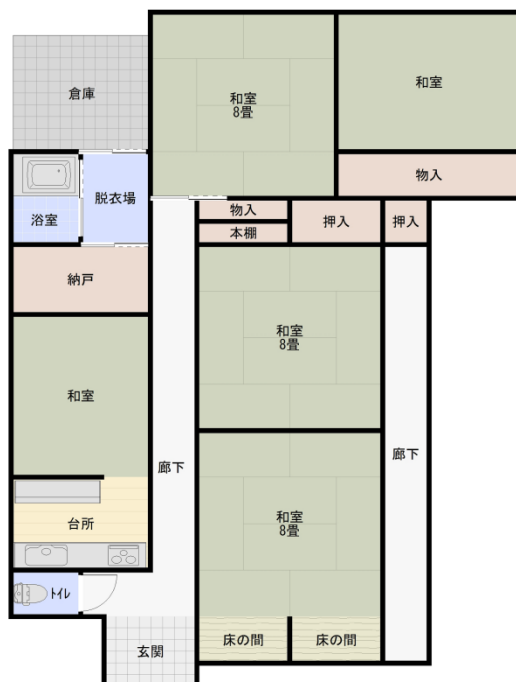 倉庫
和室
8畳
和室
物入
脱衣場
浴室
物入
本棚
押入
押入
納戸
和室
8畳
和室
廊下
廊下
台所
和室
8畳
トイレ
床の間
床の間
玄関